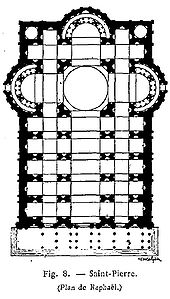 Fig. 8. — Saint-Pierre.
(Plan de Raphaël.)